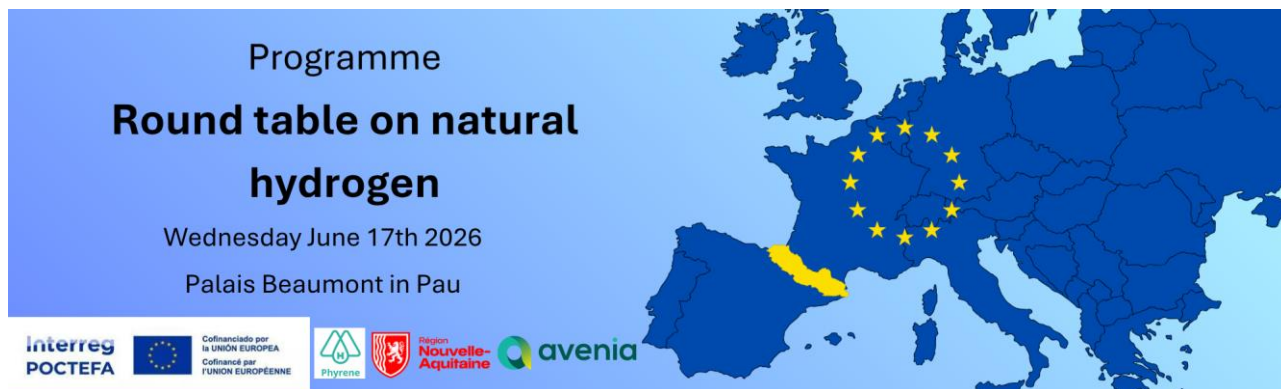 Programme
Round table on natural
hydrogen
Wednesday June 17th 2026
Palais Beaumont in Pau
Interreg
POCTEFA
Cofinanciado por
la UNIÓN EUROPEA
Cofinancé par
l'UNION EUROPÉENNE
H
Phyrene
Région
Nouvelle-
Aquitaine
avenia